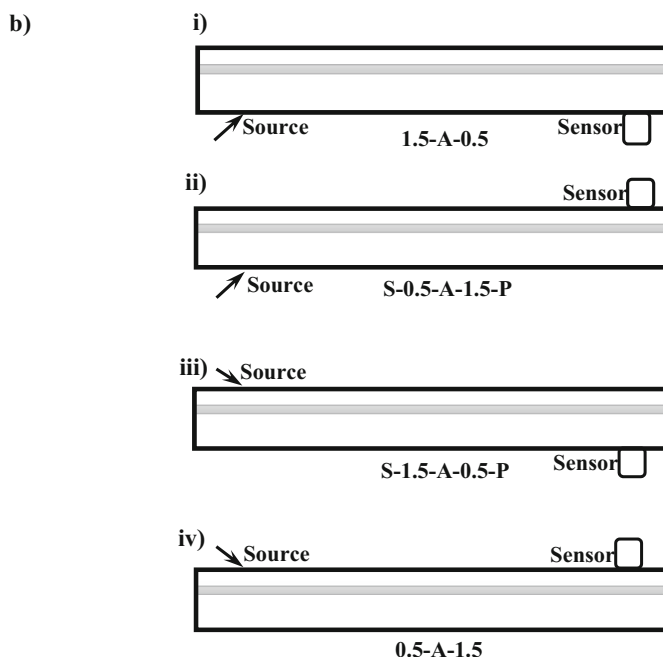 b)
i)
Source
Sensor
1.5-A-0.5
ii)
Sensor
Source
S-0.5-A-1.5-P
iii)
Source
S-1.5-A-0.5-P
Sensor
iv)
Source
Sensor
0.5-A-1.5